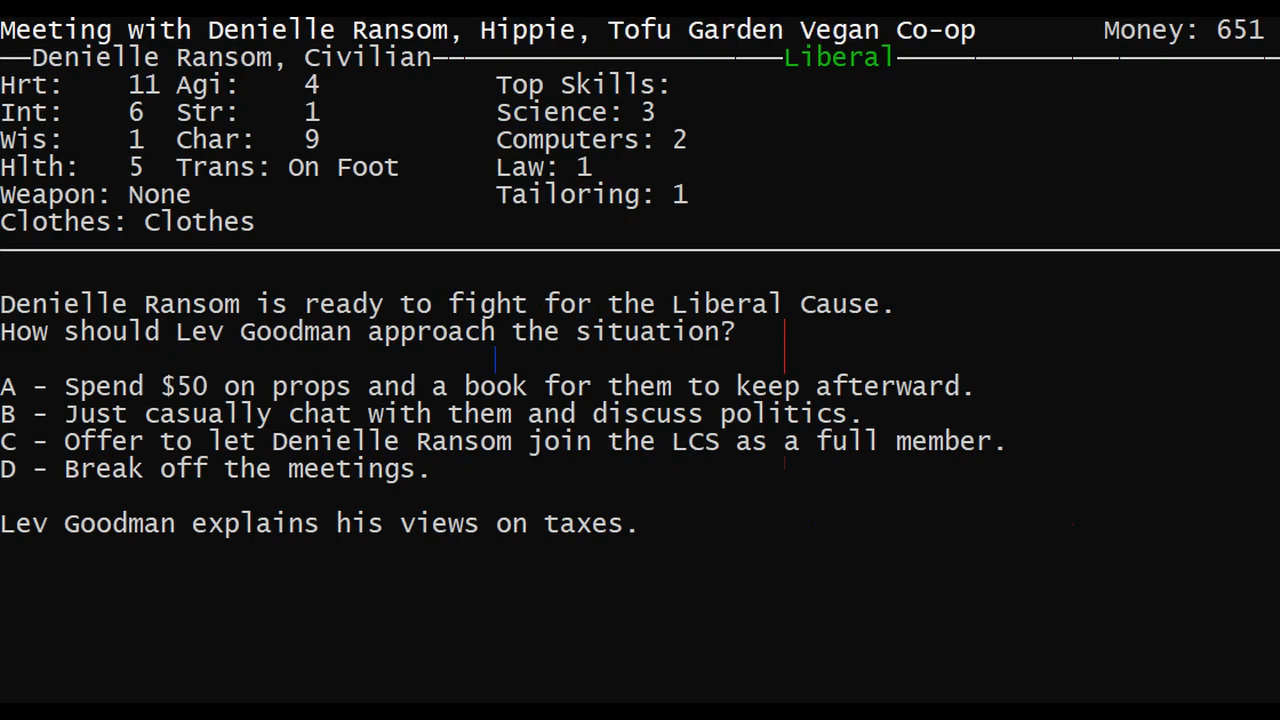 Meeting with Denielle Ransom, Hippie, Tofu Garden Vegan Co-op Money: 651
Denielle Ransom, Civilian Liberal
Hrt: 11 Agi: 4 Top Skills:
Int: 6 Str: 1 Science: 3
Wis: 1 Char: 9 Computers: 2
Hlth: 5 Trans: On Foot Law: 1
Weapon: None Tailoring: 1
Clothes: Clothes
Denielle Ransom is ready to fight for the Liberal Cause.
How should Lev Goodman approach the situation?
A - Spend $50 on props and a book for them to keep afterward.
B - Just casually chat with them and discuss politics.
C - Offer to let Denielle Ransom join the LCS as a full member.
D - Break off the meetings.
Lev Goodman explains his views on taxes.